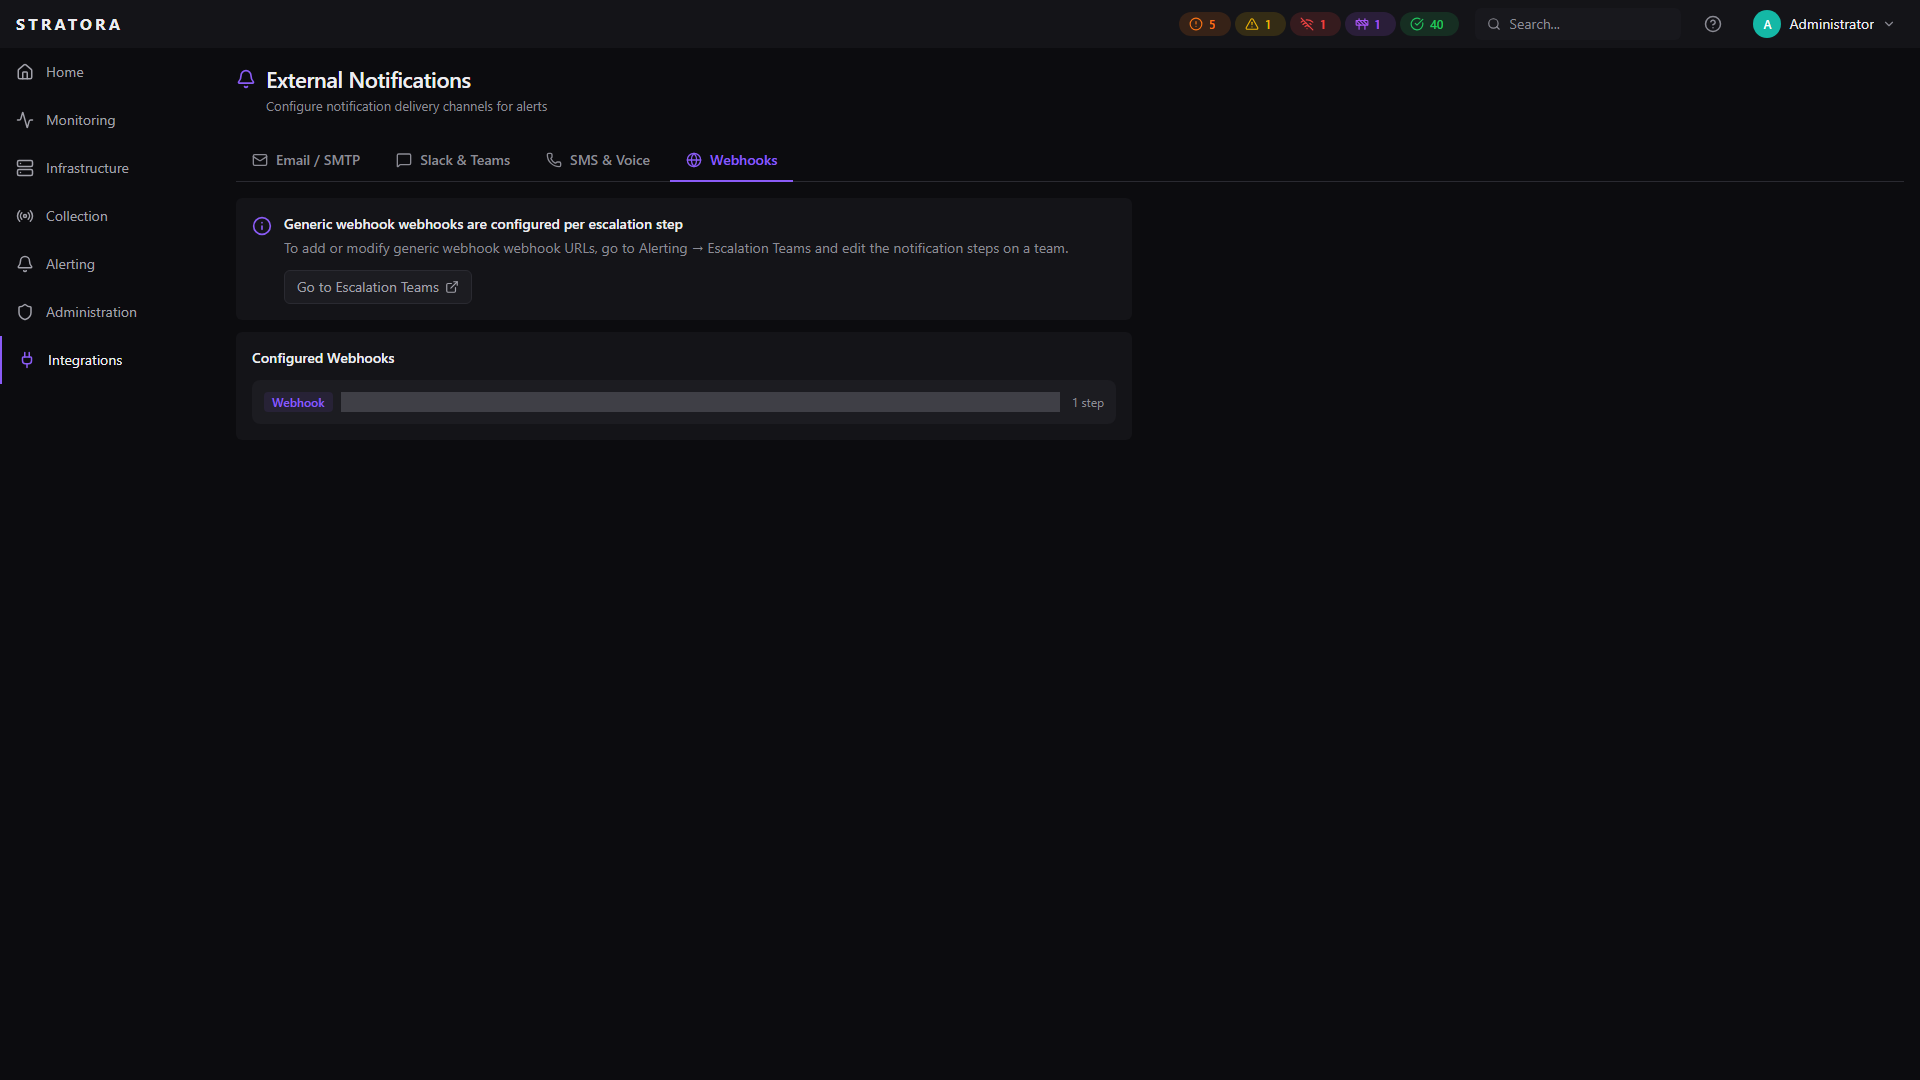 STRATORA
5
1
1
1
40
Search...
A
Administrator
Home
Monitoring
Infrastructure
Collection
Alerting
Administration
Integrations
External Notifications
Configure notification delivery channels for alerts
Email / SMTP
Slack & Teams
SMS & Voice
Webhooks
Generic webhook webhooks are configured per escalation step
To add or modify generic webhook webhook URLs, go to Alerting → Escalation Teams and edit the notification steps on a team.
Go to Escalation Teams
Configured Webhooks
Webhook
1 step